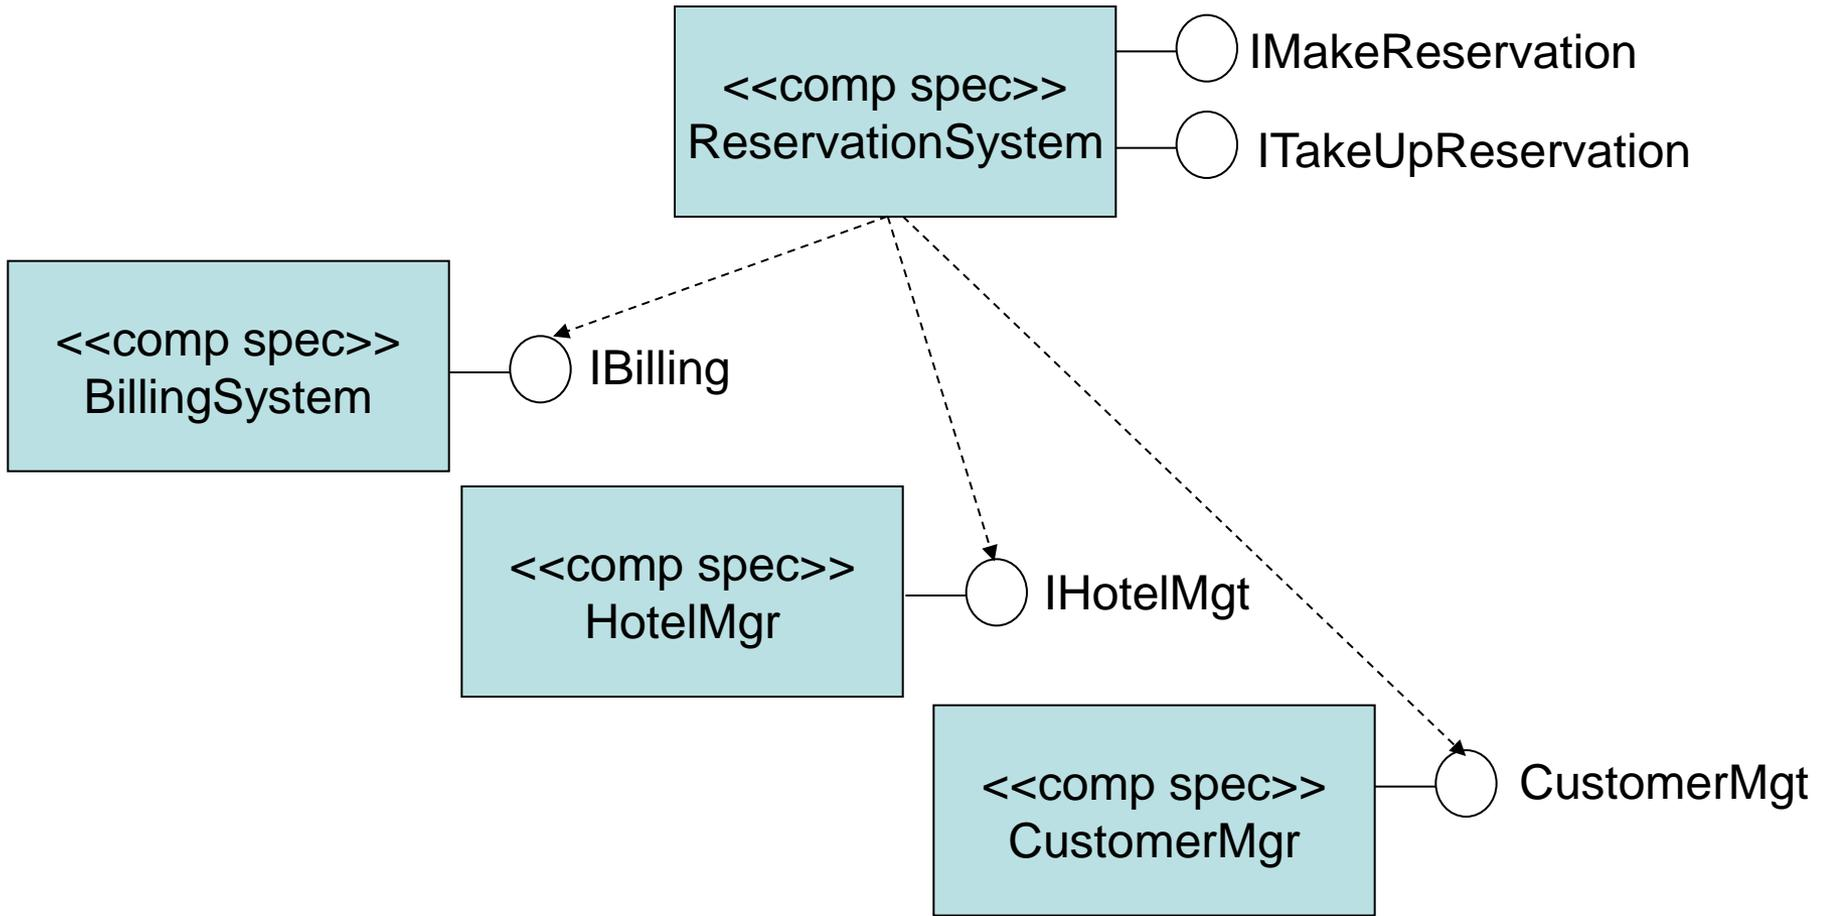 <<comp spec>>
ReservationSystem
IMakeReservation
ITakeUpReservation
<<comp spec>>
BillingSystem
IBilling
<<comp spec>>
HotelMgr
IHotelMgt
<<comp spec>>
CustomerMgr
CustomerMgt